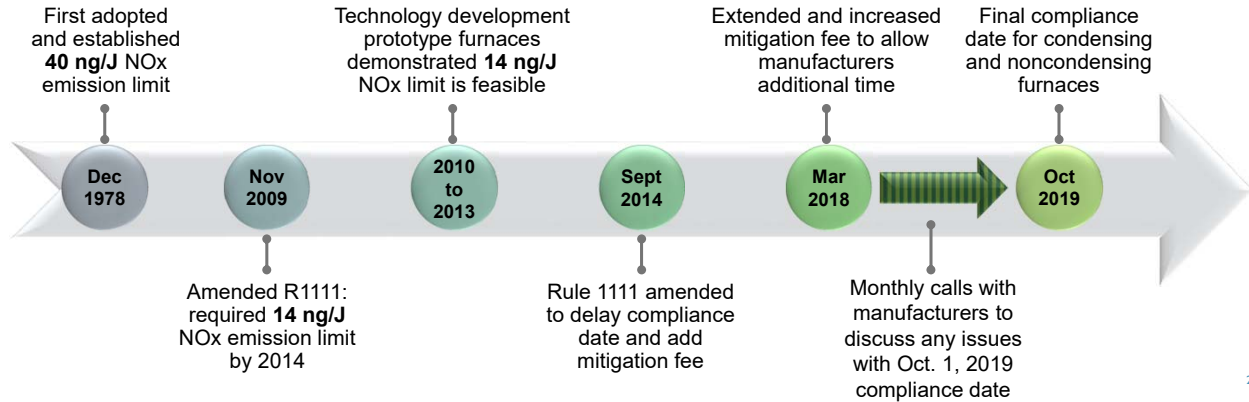 First adopted
and established
40 ng/J NOx
emission limit
Technology development
prototype furnaces
demonstrated 14 ng/J
NOx limit is feasible
Extended and increased
mitigation fee to allow
manufacturers
additional time
Final compliance
date for condensing
and noncondensing
furnaces
Dec
1978
Nov
2009
2010
to
2013
Sept
2014
Mar
2018
Oct
2019
Amended R1111:
required 14 ng/J
NOx emission limit
by 2014
Rule 1111 amended
to delay compliance
date and add
mitigation fee
Monthly calls with
manufacturers to
discuss any issues
with Oct. 1, 2019
compliance date
2